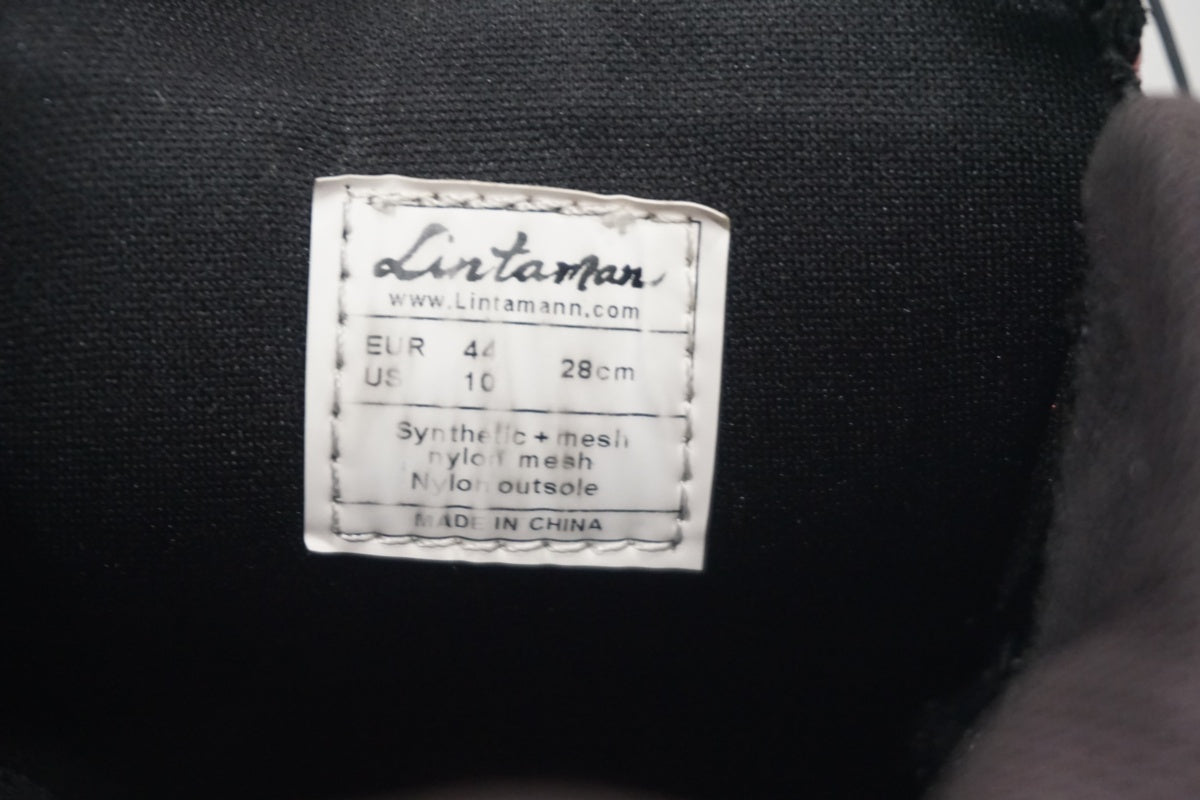 Lintaman
www.Lintamann.com
EUR 44
US 10
28cm
Synthetic + mesh
nylon mesh
Nylon outsole
MADE IN CHINA